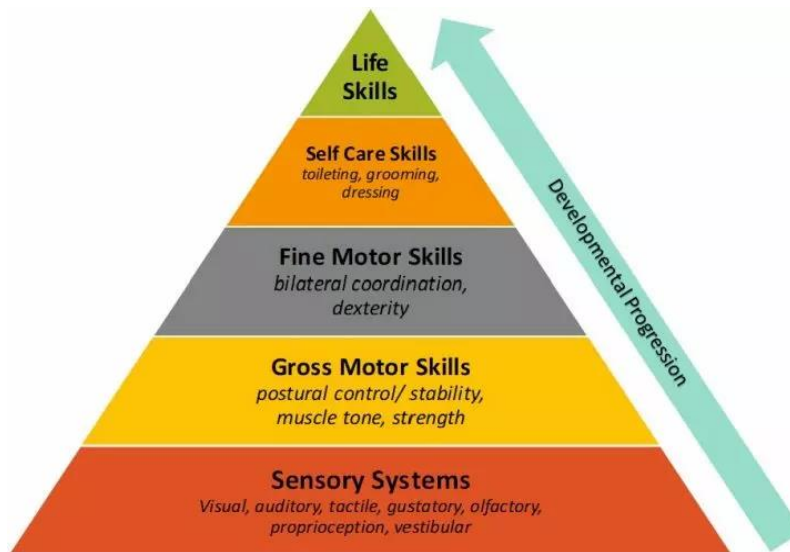 Life
Skills
Self Care Skills
toileting, grooming,
dressing
Fine Motor Skills
bilateral coordination,
dexterity
Gross Motor Skills
postural control/ stability,
muscle tone, strength
Sensory Systems
Visual, auditory, tactile, gustatory, olfactory,
proprioception, vestibular
Developmental Progression